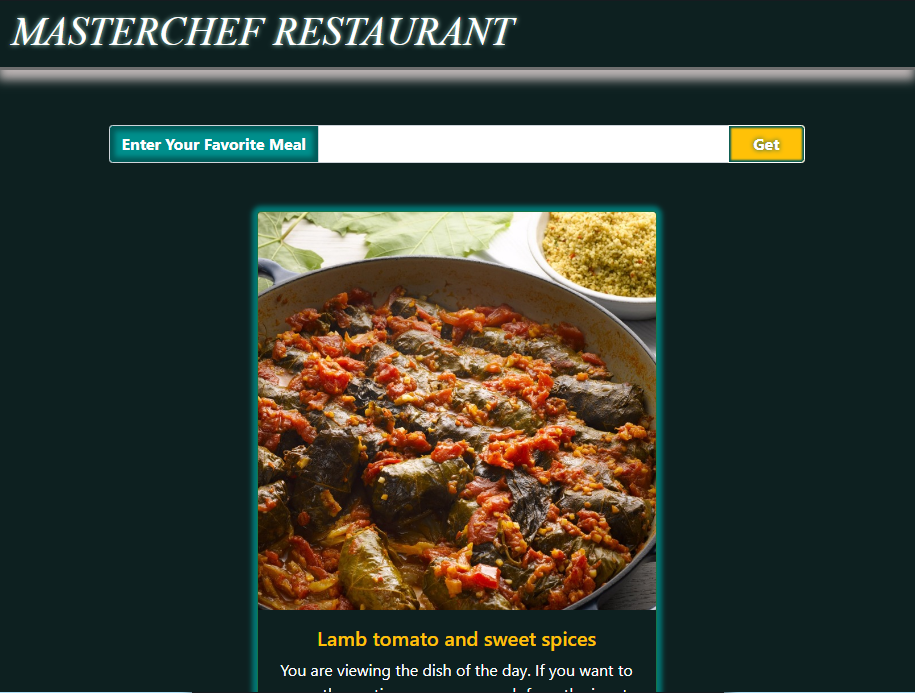 MASTERCHEF RESTAURANT
Enter Your Favorite Meal
Get
Lamb tomato and sweet spices
You are viewing the dish of the day. If you want to